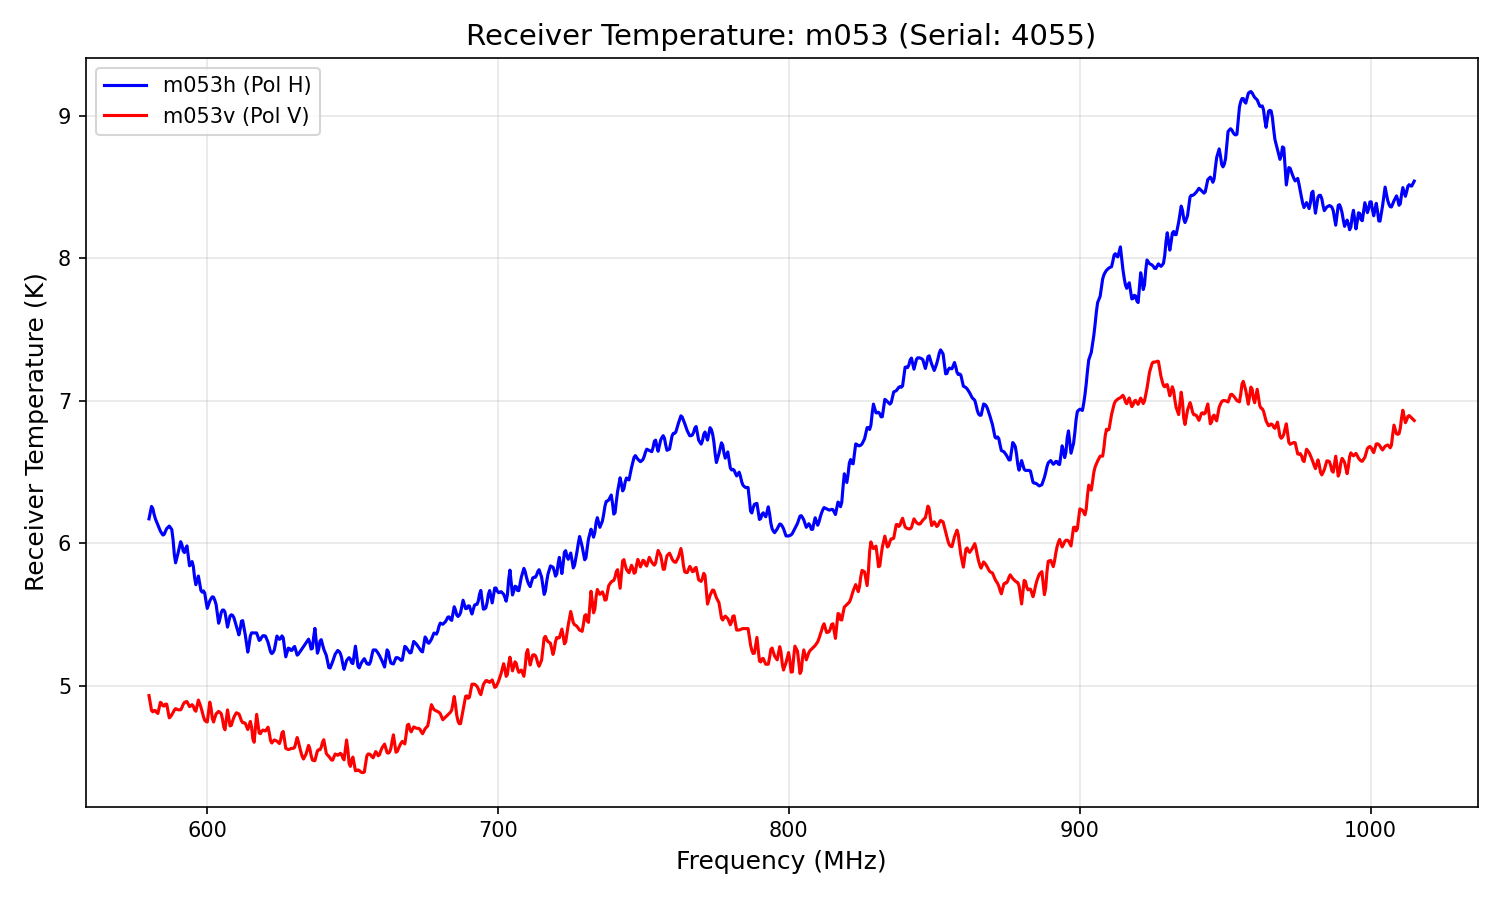 Receiver Temperature: m053 (Serial: 4055)
m053h (Pol H)
m053v (Pol V)
Receiver Temperature (K)
9
8
7
6
5
600 700 800 900 1000
Frequency (MHz)